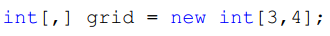 int[,] grid = new int[3,4];